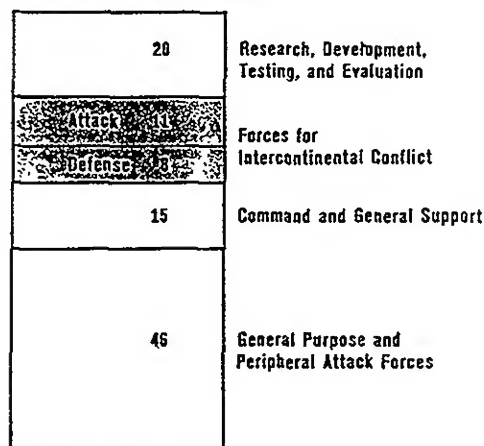 20
Research, Development,
Testing, and Evaluation
Attack 11
Defense 8
Forces for
Intercontinental Conflict
15
Command and General Support
46
General Purpose and
Peripheral Attack Forces